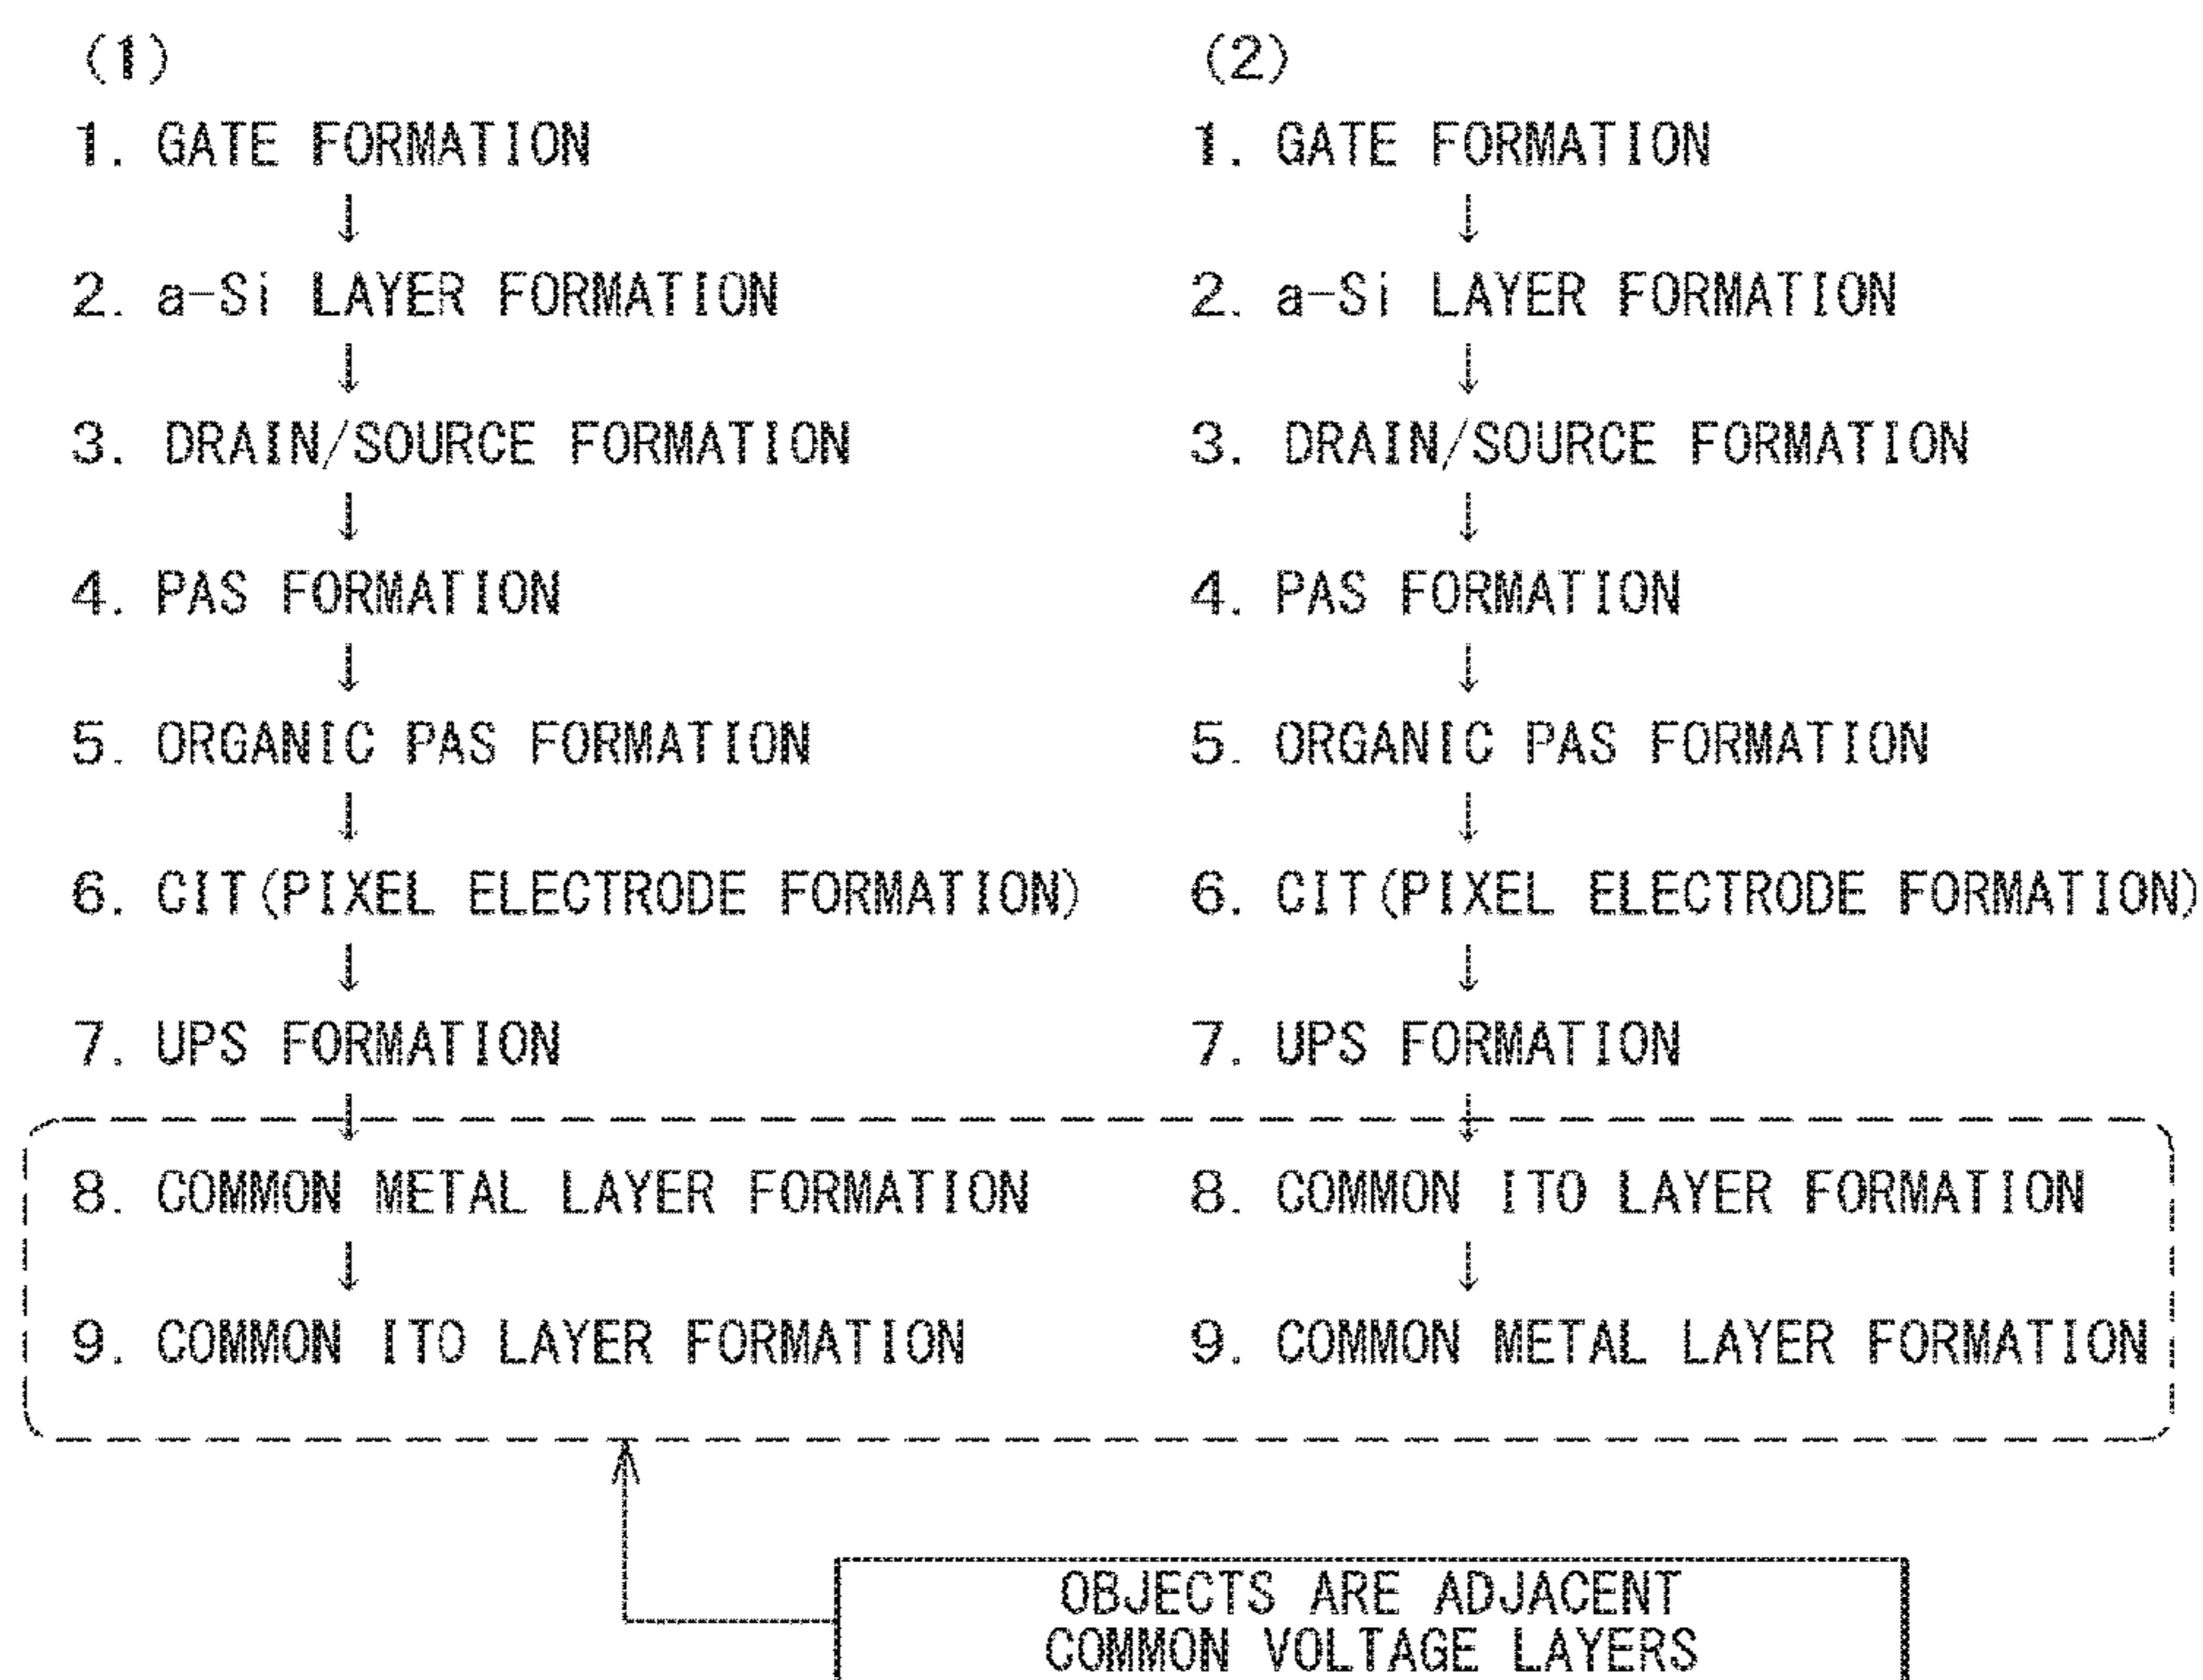 (1)
1. GATE FORMATION
↓
2. a-Si LAYER FORMATION
↓
3. DRAIN/SOURCE FORMATION
↓
4. PAS FORMATION
↓
5. ORGANIC PAS FORMATION
↓
6. CIT(PIXEL ELECTRODE FORMATION)
↓
7. UPS FORMATION
↓
8. COMMON METAL LAYER FORMATION
↓
9. COMMON ITO LAYER FORMATION
(2)
1. GATE FORMATION
↓
2. a-Si LAYER FORMATION
↓
3. DRAIN/SOURCE FORMATION
↓
4. PAS FORMATION
↓
5. ORGANIC PAS FORMATION
↓
6. CIT(PIXEL ELECTRODE FORMATION)
↓
7. UPS FORMATION
↓
8. COMMON ITO LAYER FORMATION
↓
9. COMMON METAL LAYER FORMATION
OBJECTS ARE ADJACENT
COMMON VOLTAGE LAYERS